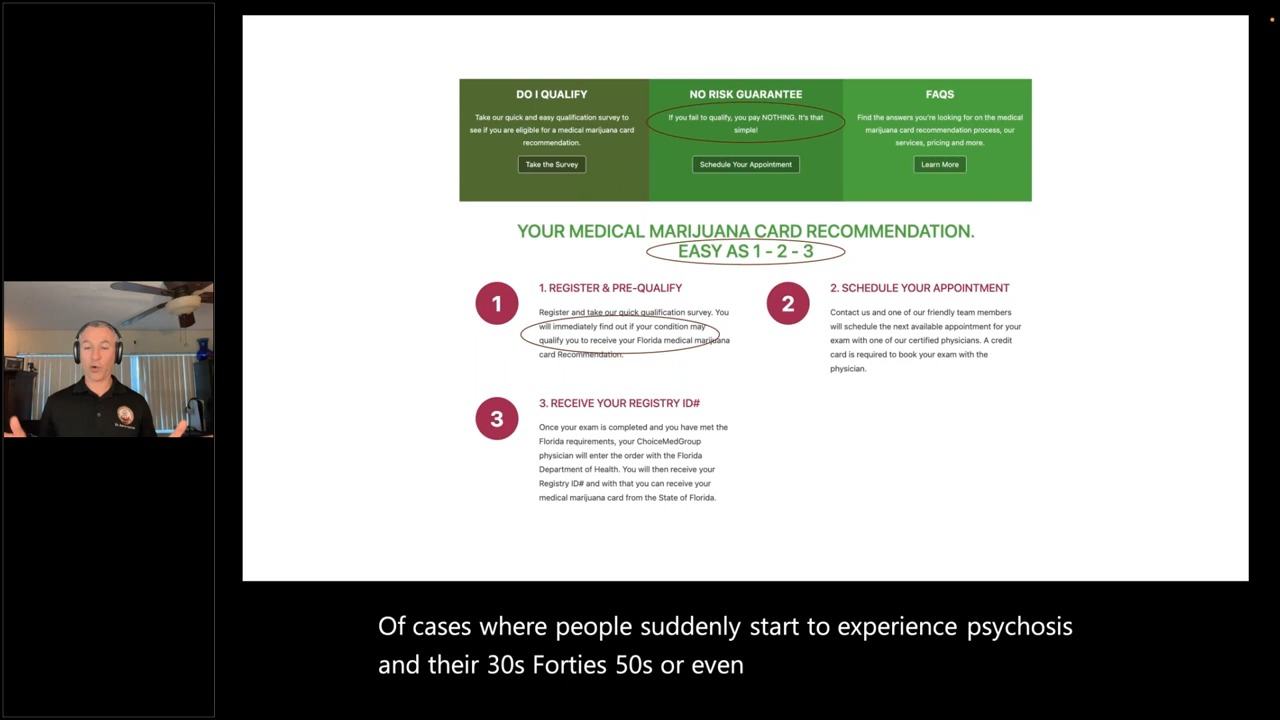 DO I QUALIFY
Take our quick and easy qualification survey to
see if you are eligible for a medical marijuana card
recommendation.
Take the Survey
NO RISK GUARANTEE
If you fail to qualify, you pay NOTHING. It's that
simple!
Schedule Your Appointment
FAQS
Find the answers you're looking for on the medical
marijuana card recommendation process, our
services, pricing and more.
Learn More
YOUR MEDICAL MARIJUANA CARD RECOMMENDATION.
EASY AS 1 - 2 - 3
1
1. REGISTER & PRE-QUALIFY
Register and take our quick qualification survey. You
will immediately find out if your condition may
qualify you to receive your Florida medical marijuana
card Recommendation.
2
2. SCHEDULE YOUR APPOINTMENT
Contact us and one of our friendly team members
will schedule the next available appointment for your
exam with one of our certified physicians. A credit
card is required to book your exam with the
physician.
3
3. RECEIVE YOUR REGISTRY ID#
Once your exam is completed and you have met the
Florida requirements, your ChoiceMedGroup
physician will enter the order with the Florida
Department of Health. You will then receive your
Registry ID# and with that you can receive your
medical marijuana card from the State of Florida.
Of cases where people suddenly start to experience psychosis
and their 30s Forties 50s or even